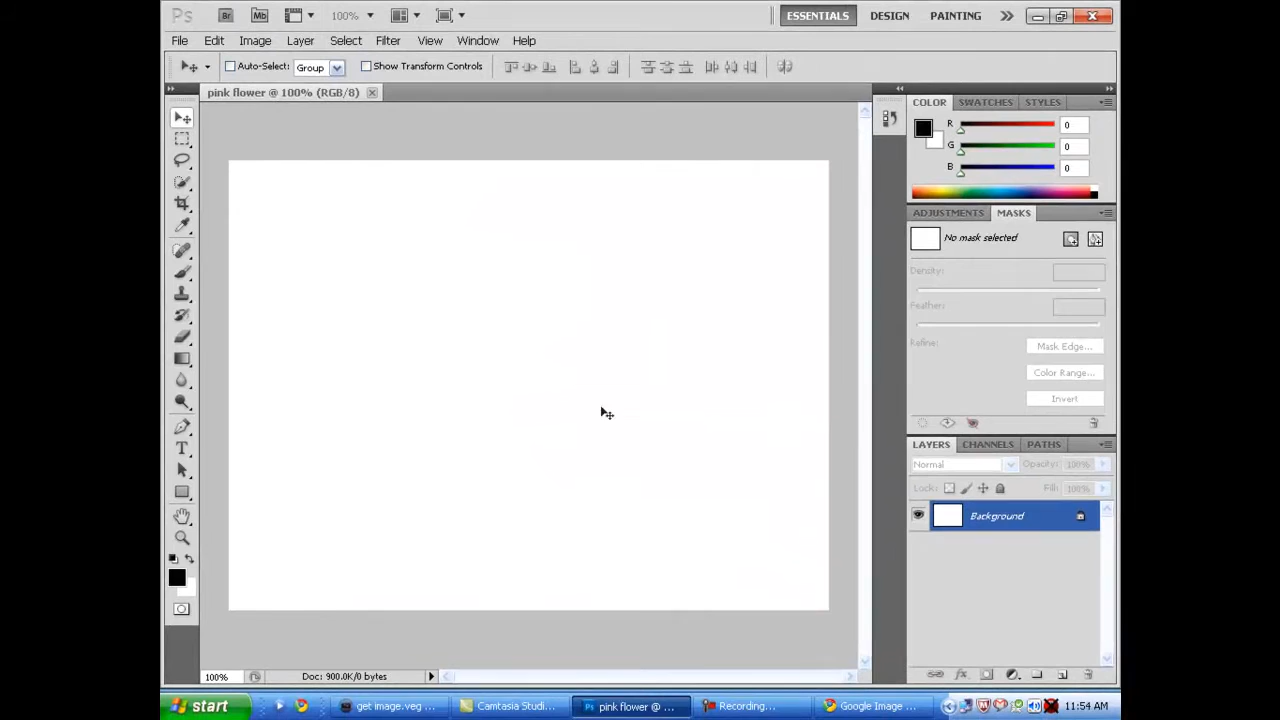 Ps Br Mb 100% ESSENTIALS DESIGN PAINTING
File Edit Image Layer Select Filter View Window Help
Auto-Select: Group Show Transform Controls
pink flower @ 100% (RGB/8)
COLOR SWATCHES STYLES
R 0
G 0
B 0
ADJUSTMENTS MASKS
No mask selected
Density:
Feather:
Refine: Mask Edge...
Color Range...
Invert
LAYERS CHANNELS PATHS
Normal Opacity: 100%
Lock: Fill: 100%
Background
100% Doc: 900.0K/0 bytes
start get image.veg ... Camtasia Studi... Ps pink flower @ ... Recording... Google Image ... 11:54 AM